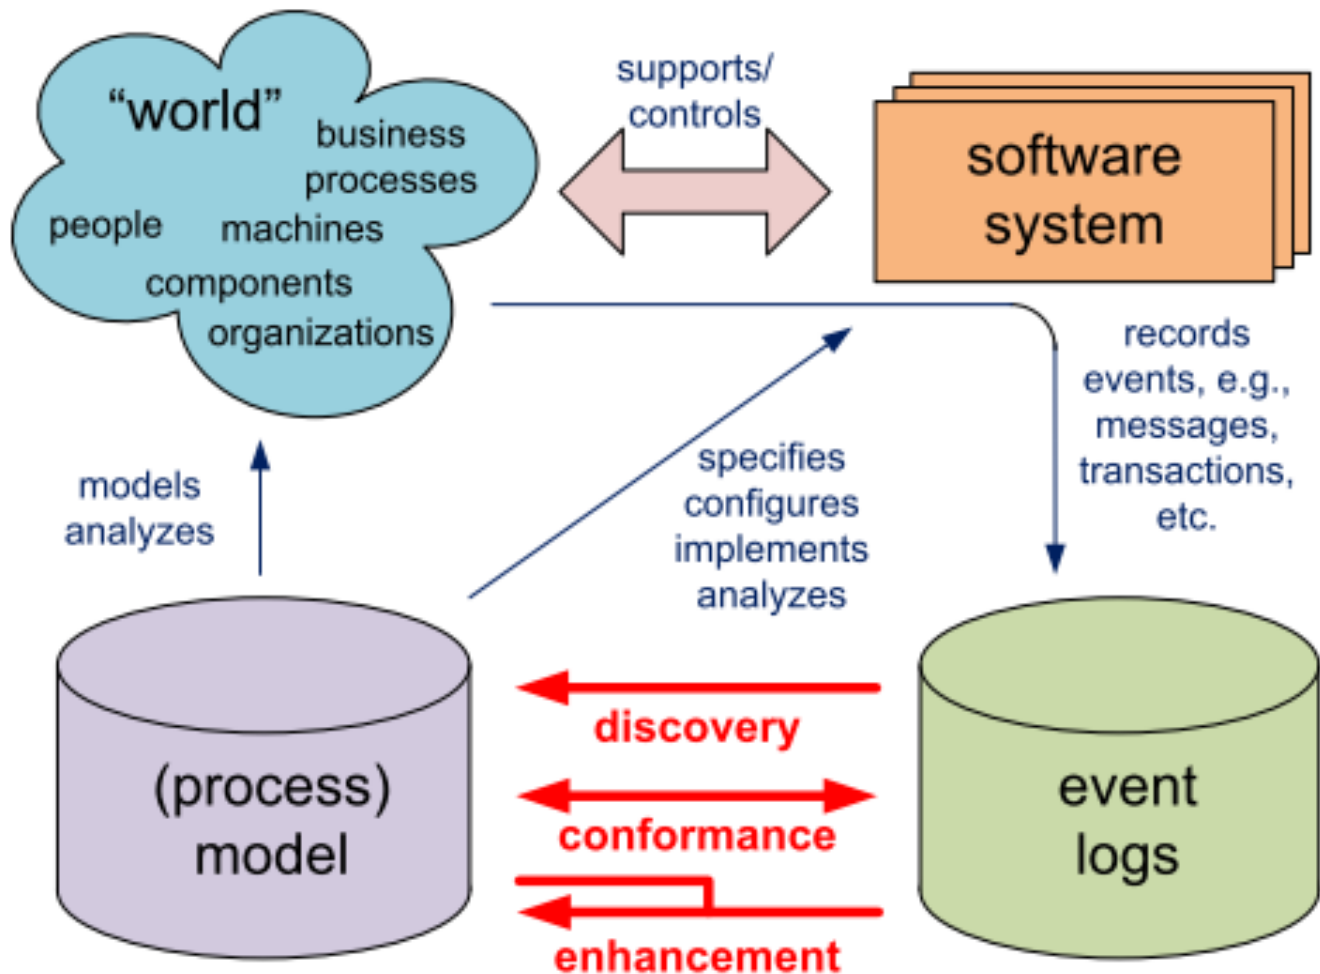 “world”
business
processes
people
machines
components
organizations
supports/
controls
software
system
records
events, e.g.,
messages,
transactions,
etc.
models
analyzes
specifies
configures
implements
analyzes
(process)
model
discovery
conformance
enhancement
event
logs